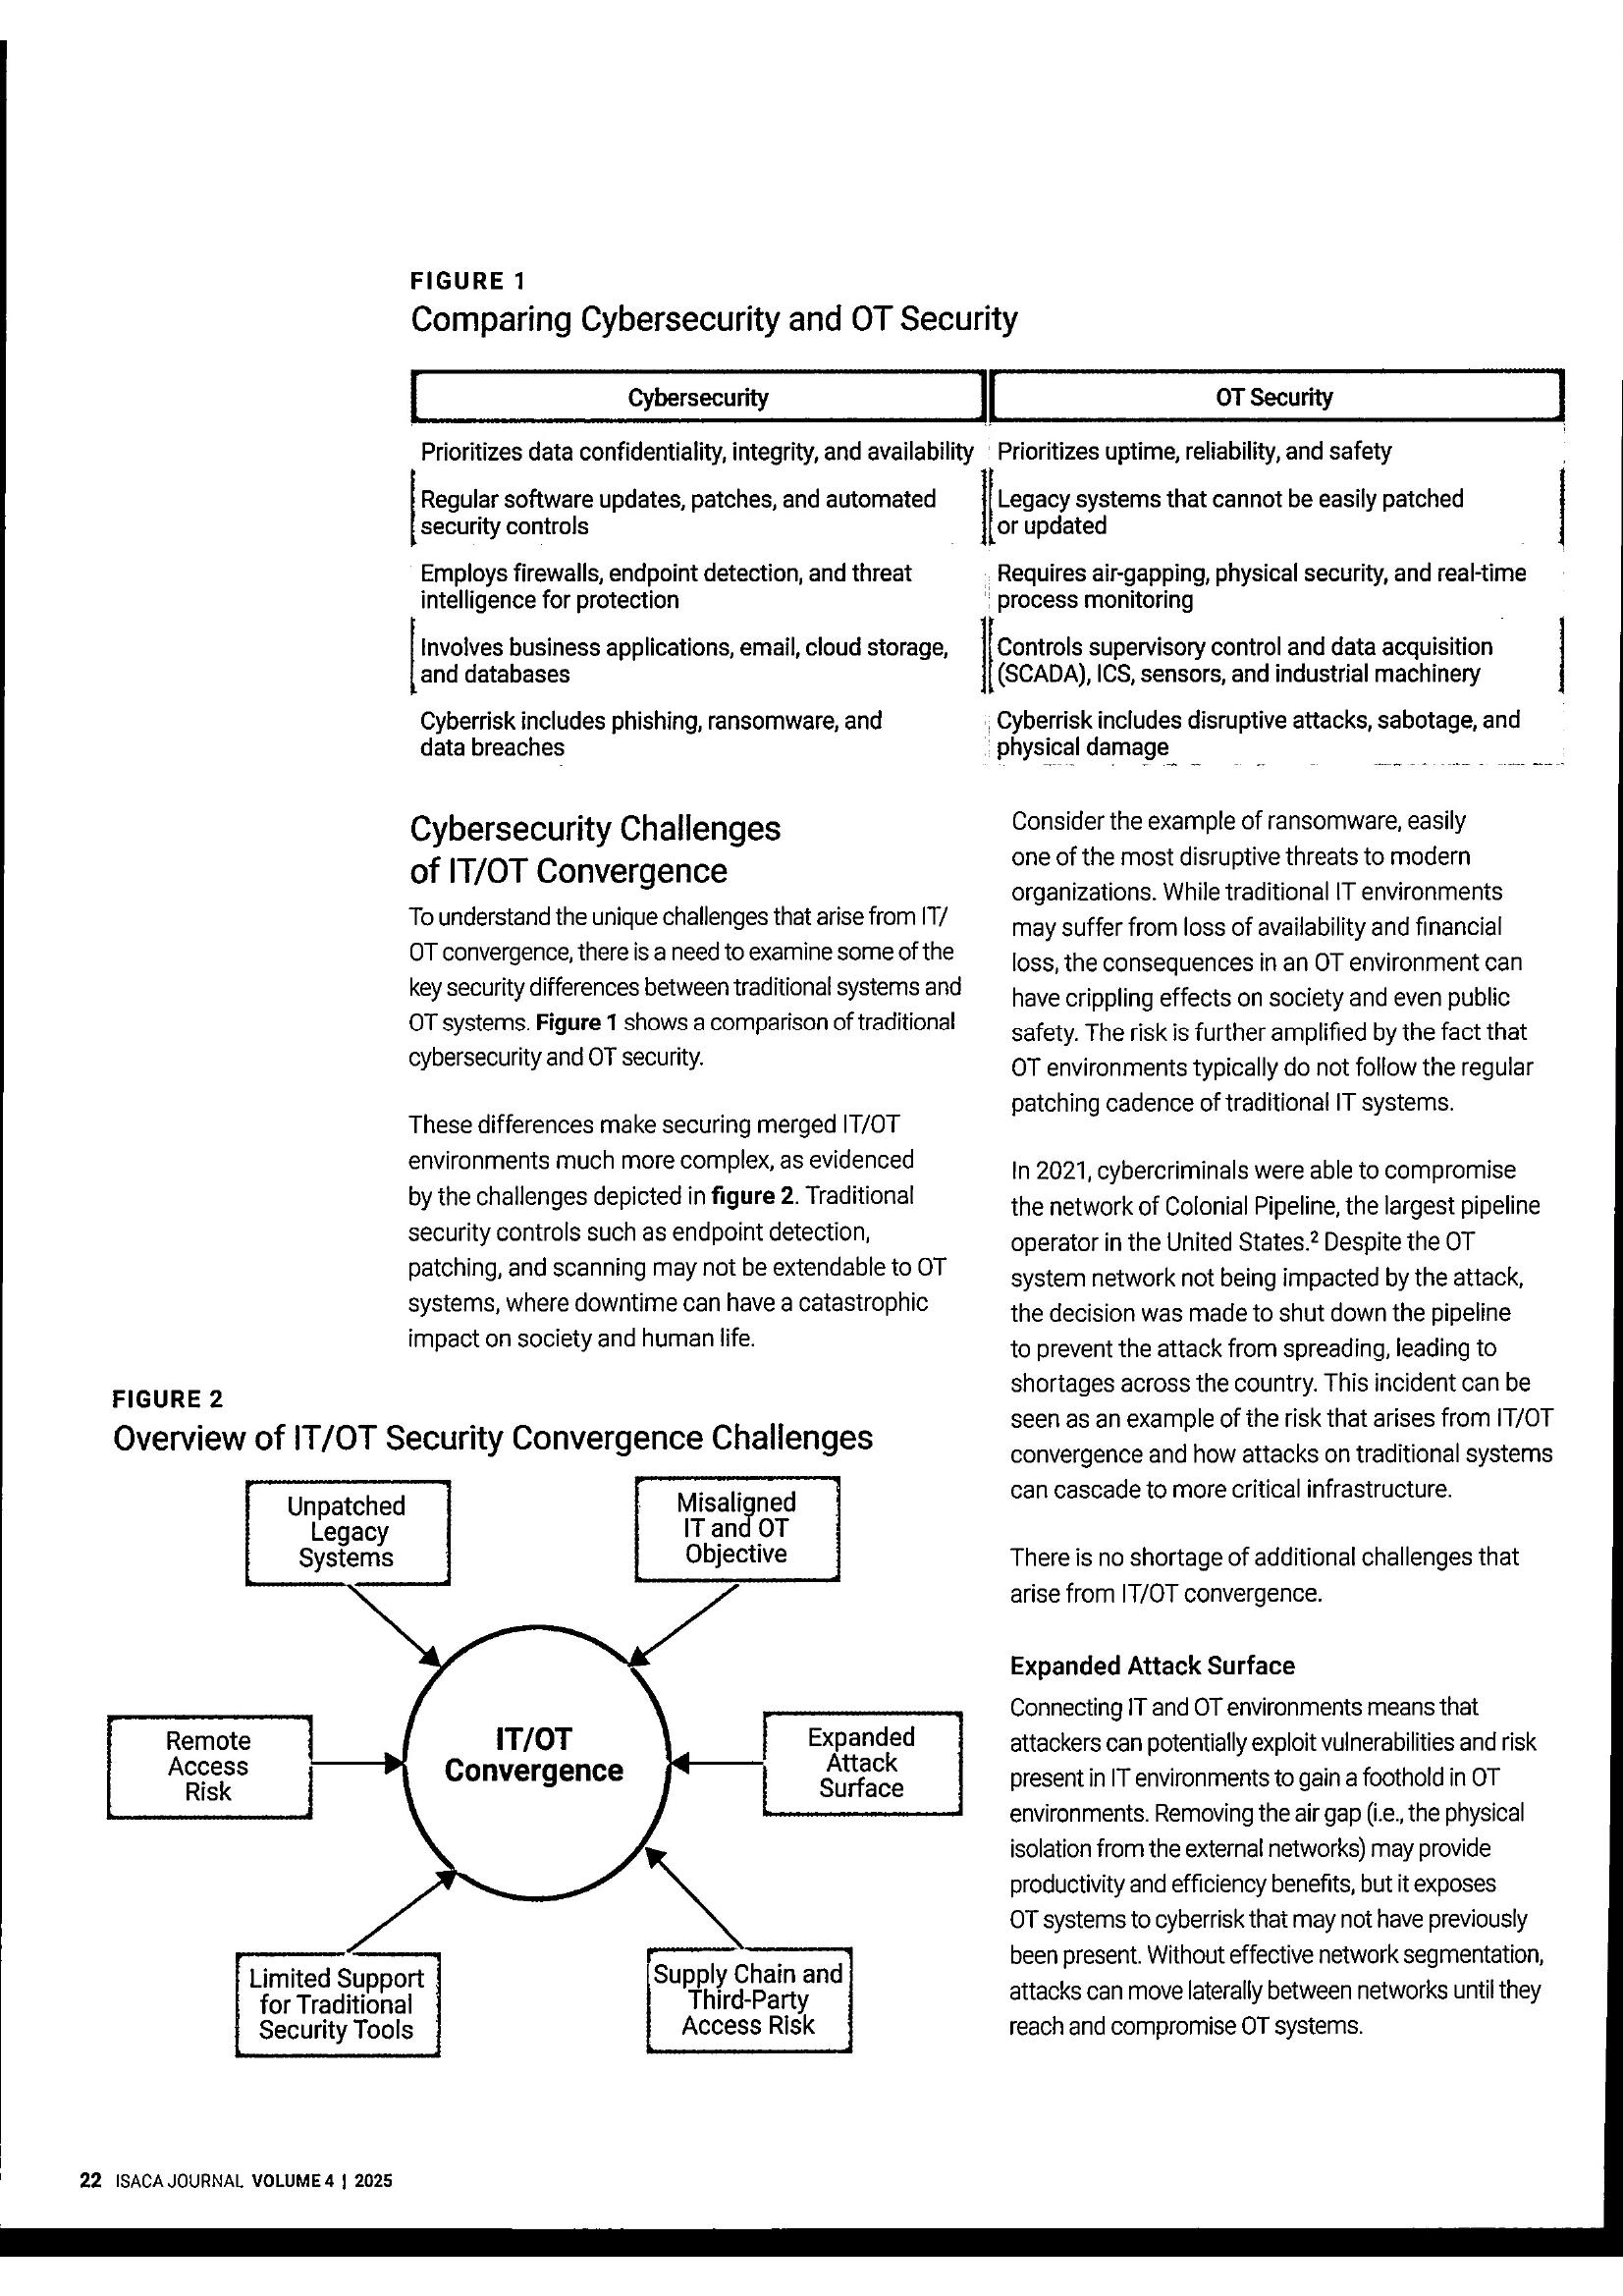 FIGURE 1
Comparing Cybersecurity and OT Security
Cybersecurity
OT Security
Prioritizes data confidentiality, integrity, and availability
Prioritizes uptime, reliability, and safety
Regular software updates, patches, and automated
security controls
Legacy systems that cannot be easily patched
or updated
Employs firewalls, endpoint detection, and threat
intelligence for protection
Requires air-gapping, physical security, and real-time
process monitoring
Involves business applications, email, cloud storage,
and databases
Controls supervisory control and data acquisition
(SCADA), ICS, sensors, and industrial machinery
Cyberrisk includes phishing, ransomware, and
data breaches
Cyberrisk includes disruptive attacks, sabotage, and
physical damage
Cybersecurity Challenges
of IT/OT Convergence
To understand the unique challenges that arise from IT/
OT convergence, there is a need to examine some of the
key security differences between traditional systems and
OT systems. Figure 1 shows a comparison of traditional
cybersecurity and OT security.
These differences make securing merged IT/OT
environments much more complex, as evidenced
by the challenges depicted in figure 2. Traditional
security controls such as endpoint detection,
patching, and scanning may not be extendable to OT
systems, where downtime can have a catastrophic
impact on society and human life.
FIGURE 2
Overview of IT/OT Security Convergence Challenges
Unpatched
Legacy
Systems
Misaligned
IT and OT
Objective
Remote
Access
Risk
IT/OT
Convergence
Expanded
Attack
Surface
Limited Support
for Traditional
Security Tools
Supply Chain and
Third-Party
Access Risk
Consider the example of ransomware, easily
one of the most disruptive threats to modern
organizations. While traditional IT environments
may suffer from loss of availability and financial
loss, the consequences in an OT environment can
have crippling effects on society and even public
safety. The risk is further amplified by the fact that
OT environments typically do not follow the regular
patching cadence of traditional IT systems.
In 2021, cybercriminals were able to compromise
the network of Colonial Pipeline, the largest pipeline
operator in the United States.² Despite the OT
system network not being impacted by the attack,
the decision was made to shut down the pipeline
to prevent the attack from spreading, leading to
shortages across the country. This incident can be
seen as an example of the risk that arises from IT/OT
convergence and how attacks on traditional systems
can cascade to more critical infrastructure.
There is no shortage of additional challenges that
arise from IT/OT convergence.
Expanded Attack Surface
Connecting IT and OT environments means that
attackers can potentially exploit vulnerabilities and risk
present in IT environments to gain a foothold in OT
environments. Removing the air gap (i.e., the physical
isolation from the external networks) may provide
productivity and efficiency benefits, but it exposes
OT systems to cyberrisk that may not have previously
been present. Without effective network segmentation,
attacks can move laterally between networks until they
reach and compromise OT systems.
22 ISACA JOURNAL VOLUME 4 | 2025